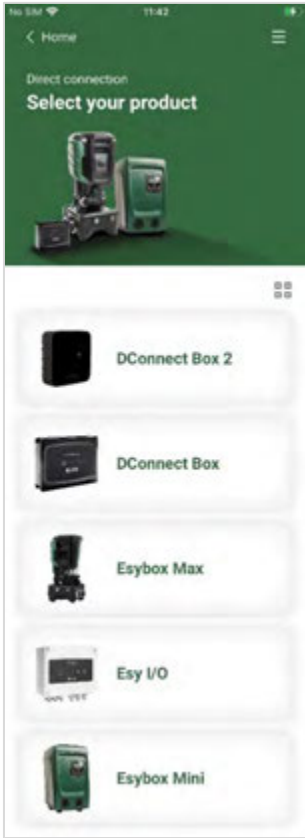 No SIM 11:42
< Home
Direct connection
Select your product
DConnect Box 2
DConnect Box
Esybox Max
Esy I/O
Esybox Mini